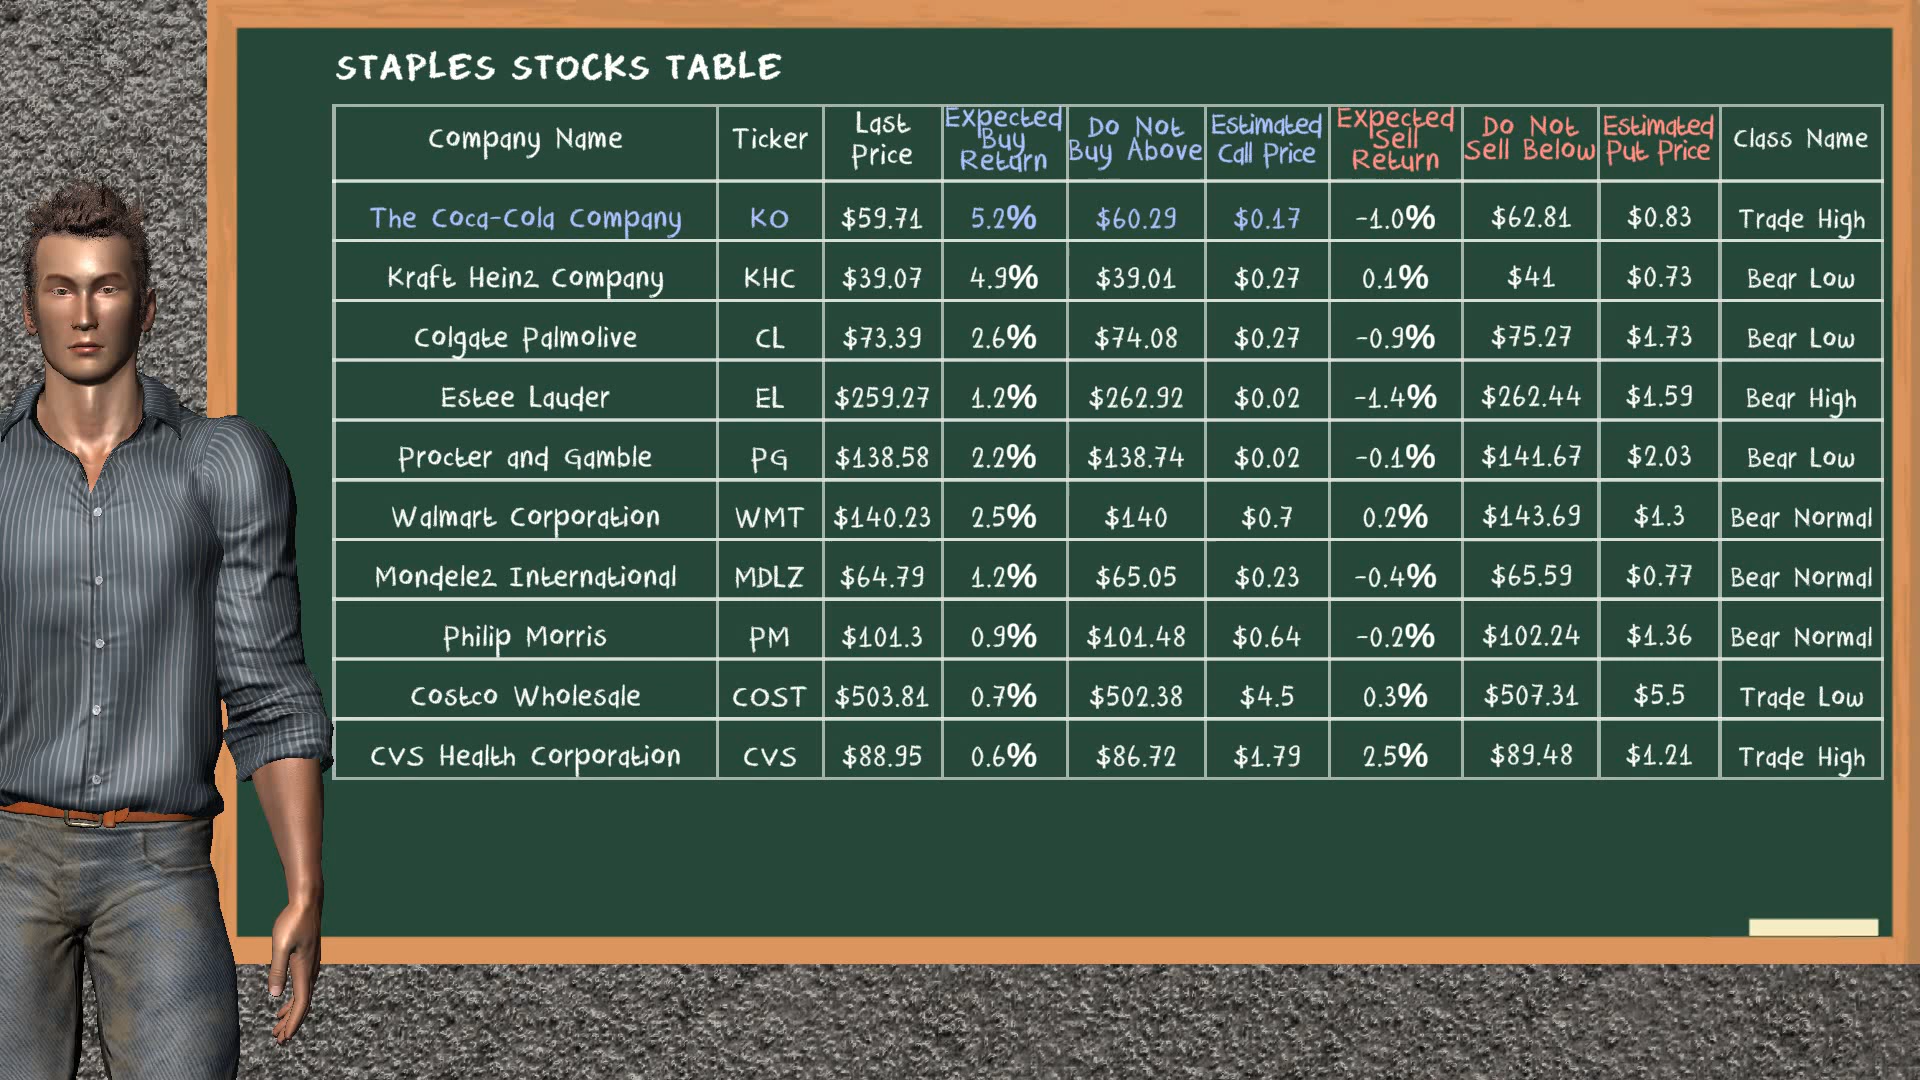 STAPLES STOCKS TABLE
Company Name Ticker Last Price Expected Buy Return Do Not Buy Above Estimated Call Price Expected Sell Return Do Not Sell Below Estimated Put Price Class Name
The Coca-Cola Company KO $59.71 5.2% $60.29 $0.17 -1.0% $62.81 $0.83 Trade High
Kraft Heinz Company KHC $39.07 4.9% $39.01 $0.27 0.1% $41 $0.73 Bear Low
Colgate Palmolive CL $73.39 2.6% $74.08 $0.27 -0.9% $75.27 $1.73 Bear Low
Estee Lauder EL $259.27 1.2% $262.92 $0.02 -1.4% $262.44 $1.59 Bear High
Procter and Gamble PG $138.58 2.2% $138.74 $0.02 -0.1% $141.67 $2.03 Bear Low
Walmart Corporation WMT $140.23 2.5% $140 $0.7 0.2% $143.69 $1.3 Bear Normal
Mondelez International MDLZ $64.79 1.2% $65.05 $0.23 -0.4% $65.59 $0.77 Bear Normal
Philip Morris PM $101.3 0.9% $101.48 $0.64 -0.2% $102.24 $1.36 Bear Normal
Costco Wholesale COST $503.81 0.7% $502.38 $4.5 0.3% $507.31 $5.5 Trade Low
CVS Health Corporation CVS $88.95 0.6% $86.72 $1.79 2.5% $89.48 $1.21 Trade High